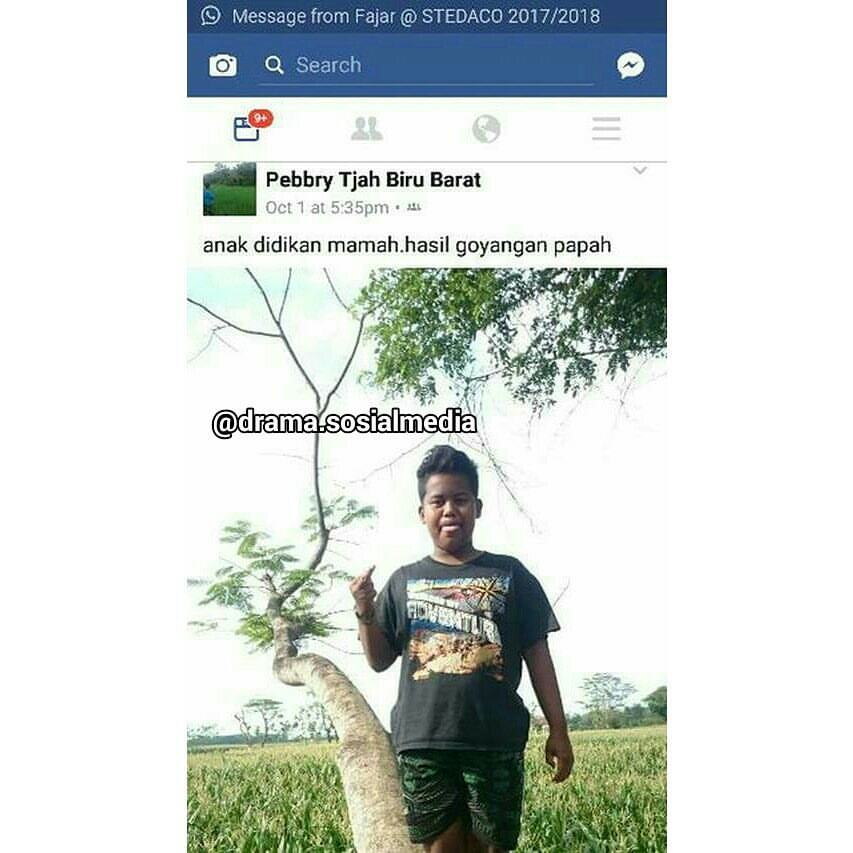 Message from Fajar @ STEDACO 2017/2018
Search
9+
Pebbry Tjah Biru Barat
Oct 1 at 5:35pm •
anak didikan mamah.hasil goyangan papah
@drama.sosialmedia
ADVENTUR